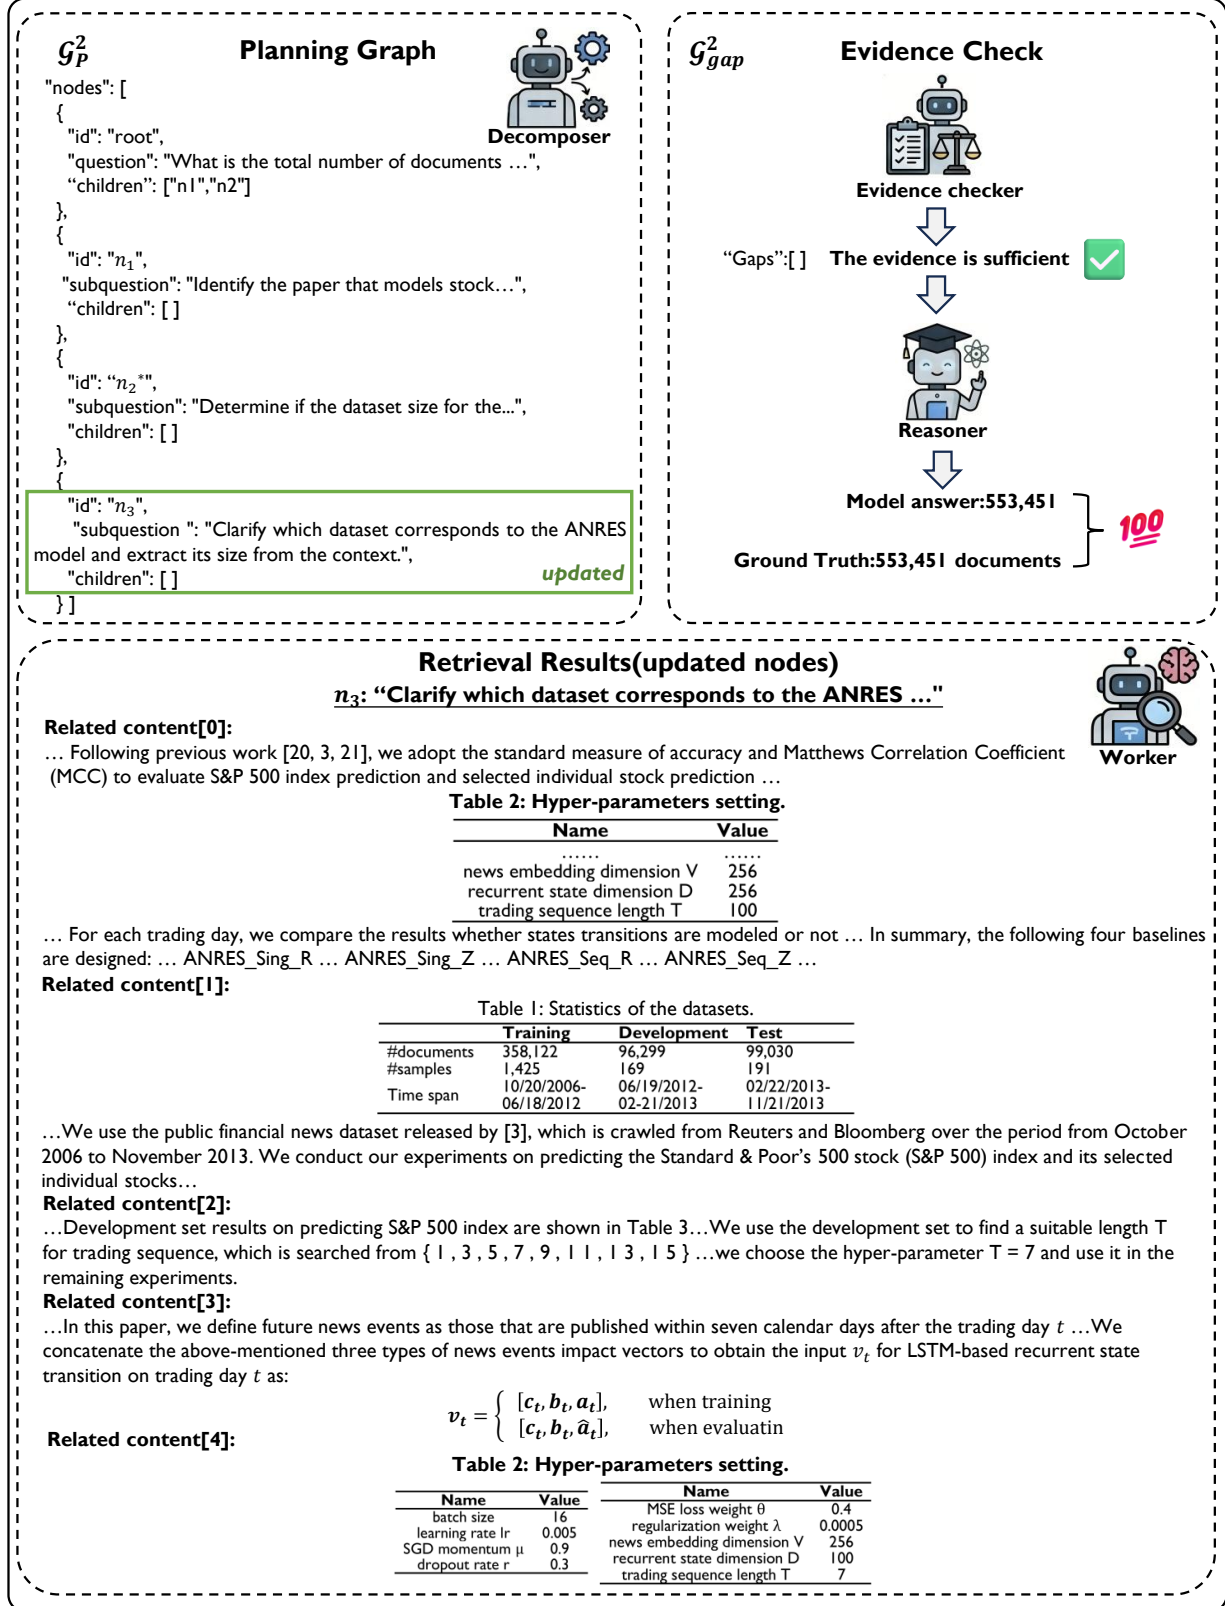 𝒢²_P Planning Graph
Decomposer
"nodes": [
{
"id": "root",
"question": "What is the total number of documents …",
“children”: ["n1","n2"]
},
{
"id": "n₁",
"subquestion": "Identify the paper that models stock…",
“children": [ ]
},
{
"id": “n₂*",
"subquestion": "Determine if the dataset size for the...",
"children": [ ]
},
{
"id": "n₃",
"subquestion ": "Clarify which dataset corresponds to the ANRES
model and extract its size from the context.",
"children": [ ]
updated
} ]
𝒢²_gap Evidence Check
Evidence checker
“Gaps”:[ ] The evidence is sufficient
Reasoner
Model answer:553,451
100
Ground Truth:553,451 documents
Retrieval Results(updated nodes)
n₃: “Clarify which dataset corresponds to the ANRES …"
Worker
Related content[0]:
… Following previous work [20, 3, 21], we adopt the standard measure of accuracy and Matthews Correlation Coefficient
(MCC) to evaluate S&P 500 index prediction and selected individual stock prediction …
Table 2: Hyper-parameters setting.
Name Value
…… ……
news embedding dimension V 256
recurrent state dimension D 256
trading sequence length T 100
… For each trading day, we compare the results whether states transitions are modeled or not … In summary, the following four baselines
are designed: … ANRES_Sing_R … ANRES_Sing_Z … ANRES_Seq_R … ANRES_Seq_Z …
Related content[1]:
Table 1: Statistics of the datasets.
Training Development Test
#documents 358,122 96,299 99,030
#samples 1,425 169 191
Time span 10/20/2006- 06/19/2012- 02/22/2013-
06/18/2012 02-21/2013 11/21/2013
…We use the public financial news dataset released by [3], which is crawled from Reuters and Bloomberg over the period from October
2006 to November 2013. We conduct our experiments on predicting the Standard & Poor’s 500 stock (S&P 500) index and its selected
individual stocks…
Related content[2]:
…Development set results on predicting S&P 500 index are shown in Table 3…We use the development set to find a suitable length T
for trading sequence, which is searched from { 1 , 3 , 5 , 7 , 9 , 1 1 , 1 3 , 1 5 } …we choose the hyper-parameter T = 7 and use it in the
remaining experiments.
Related content[3]:
…In this paper, we define future news events as those that are published within seven calendar days after the trading day t …We
concatenate the above-mentioned three types of news events impact vectors to obtain the input v_t for LSTM-based recurrent state
transition on trading day t as:
v_t = { [c_t, b_t, a_t], when training
[c_t, b_t, â_t], when evaluatin
Related content[4]:
Table 2: Hyper-parameters setting.
Name Value
batch size 16
learning rate lr 0.005
SGD momentum μ 0.9
dropout rate r 0.3
Name Value
MSE loss weight θ 0.4
regularization weight λ 0.0005
news embedding dimension V 256
recurrent state dimension D 100
trading sequence length T 7